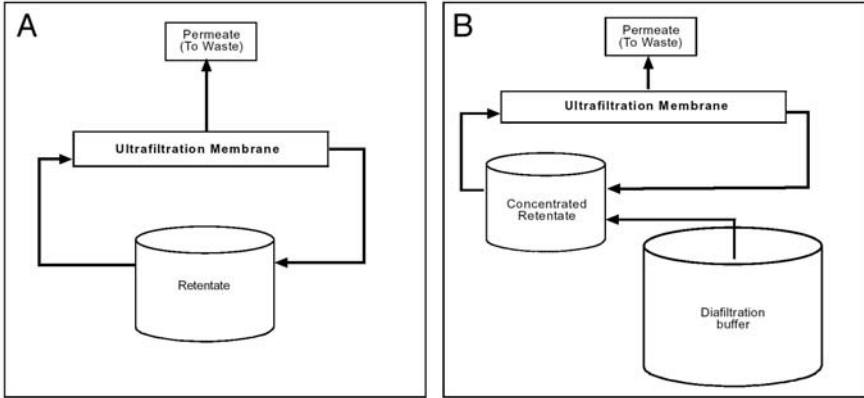 A
Permeate
(To Waste)
Ultrafiltration Membrane
Retentate
B
Permeate
(To Waste)
Ultrafiltration Membrane
Concentrated
Retentate
Diafiltration
buffer